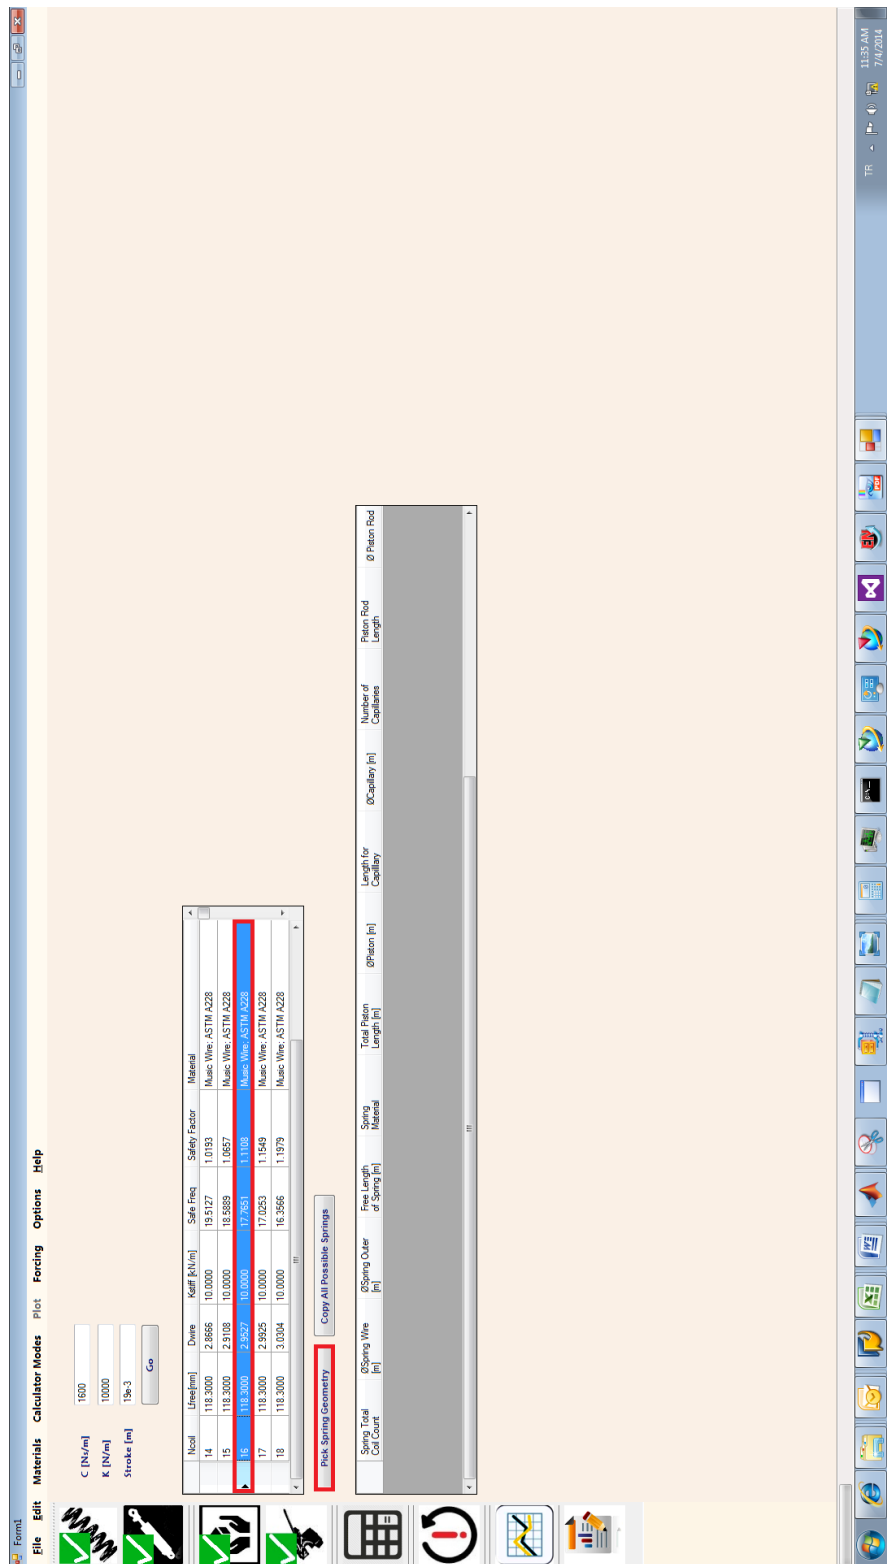 Form1
File Edit Materials Calculator Modes Plot Forcing Options Help
C [Ns/m] 1600
K [N/m] 10000
Stroke [m] 19e-3
Go
Ncoil Lfree[mm] Dwire Kstiff [kN/m] Safe Freq Safety Factor Material
14 118.3000 2.8666 10.0000 19.5127 1.0193 Music Wire; ASTM A228
15 118.3000 2.9108 10.0000 18.5889 1.0657 Music Wire; ASTM A228
16 118.3000 2.9527 10.0000 17.7651 1.1108 Music Wire; ASTM A228
17 118.3000 2.9925 10.0000 17.0253 1.1549 Music Wire; ASTM A228
18 118.3000 3.0304 10.0000 16.3566 1.1979 Music Wire; ASTM A228
Pick Spring Geometry Copy All Possible Springs
Spring Total ØSpring Wire ØSpring Outer Free Length Spring Total Piston ØPiston [m] Length for ØCapillary [m] Number of Piston Rod Ø Piston Rod
Coil Count [m] [m] of Spring [m] Material Length [m] Capillary Capillaries Length
TR 11:35 AM
7/4/2014